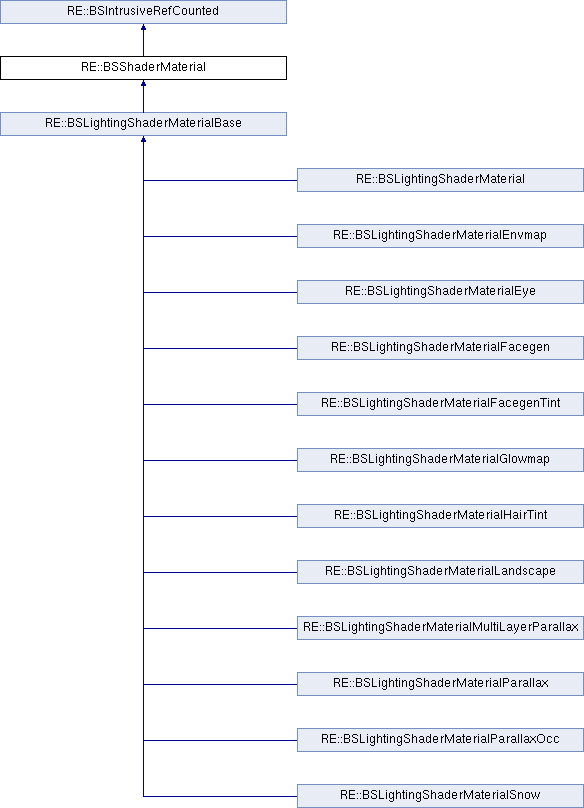 RE::BSIntrusiveRefCounted
RE::BSShaderMaterial
RE::BSLightingShaderMaterialBase
RE::BSLightingShaderMaterial
RE::BSLightingShaderMaterialEnvmap
RE::BSLightingShaderMaterialEye
RE::BSLightingShaderMaterialFacegen
RE::BSLightingShaderMaterialFacegenTint
RE::BSLightingShaderMaterialGlowmap
RE::BSLightingShaderMaterialHairTint
RE::BSLightingShaderMaterialLandscape
RE::BSLightingShaderMaterialMultiLayerParallax
RE::BSLightingShaderMaterialParallax
RE::BSLightingShaderMaterialParallaxOcc
RE::BSLightingShaderMaterialSnow